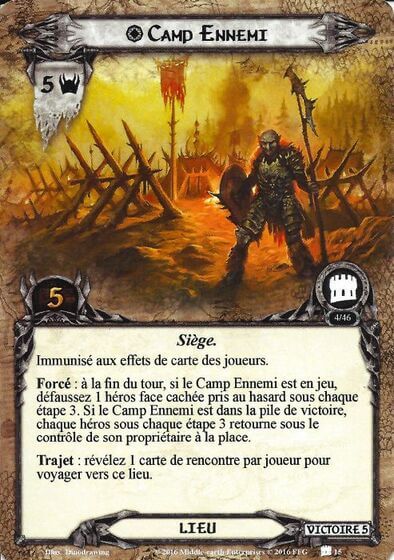 Camp Ennemi
5
5
4/46
Siège.
Immunisé aux effets de carte des joueurs.
Forcé : à la fin du tour, si le Camp Ennemi est en jeu,
défaussez 1 héros face cachée pris au hasard sous chaque
étape 3. Si le Camp Ennemi est dans la pile de victoire,
chaque héros sous chaque étape 3 retourne sous le
contrôle de son propriétaire à la place.
Trajet : révélez 1 carte de rencontre par joueur pour
voyager vers ce lieu.
Lieu
Victoire 5
Illus. Dinodrawing
©2016 Middle-earth Enterprises © 2016 FFG
15